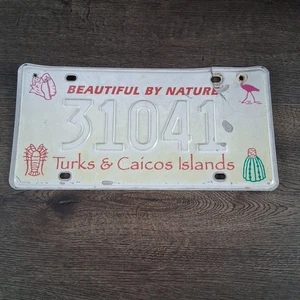 BEAUTIFUL BY NATURE
31041
Turks & Caicos Islands